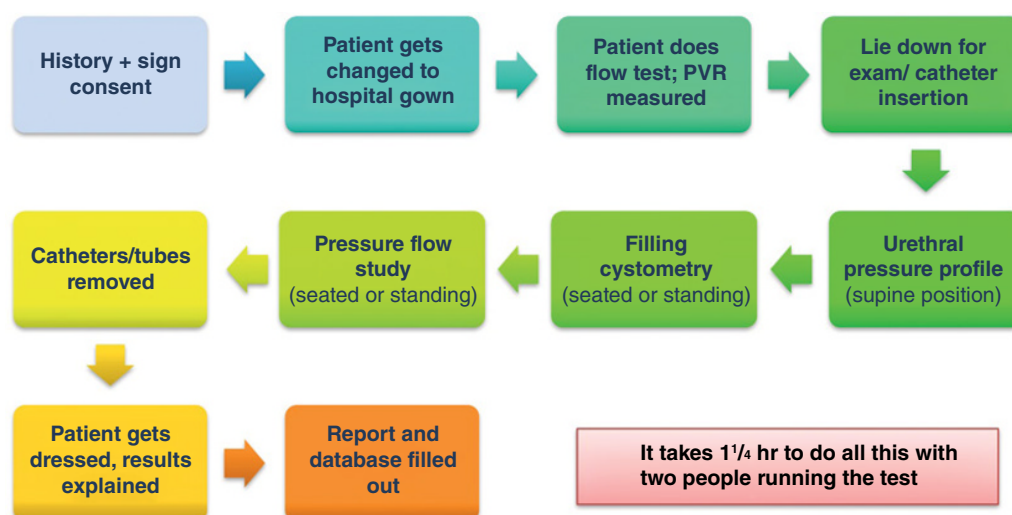 History + sign
consent
Patient gets
changed to
hospital gown
Patient does
flow test; PVR
measured
Lie down for
exam/ catheter
insertion
Urethral
pressure profile
(supine position)
Filling
cystometry
(seated or standing)
Pressure flow
study
(seated or standing)
Catheters/tubes
removed
Patient gets
dressed, results
explained
Report and
database filled
out
It takes 1¹/₄ hr to do all this with
two people running the test